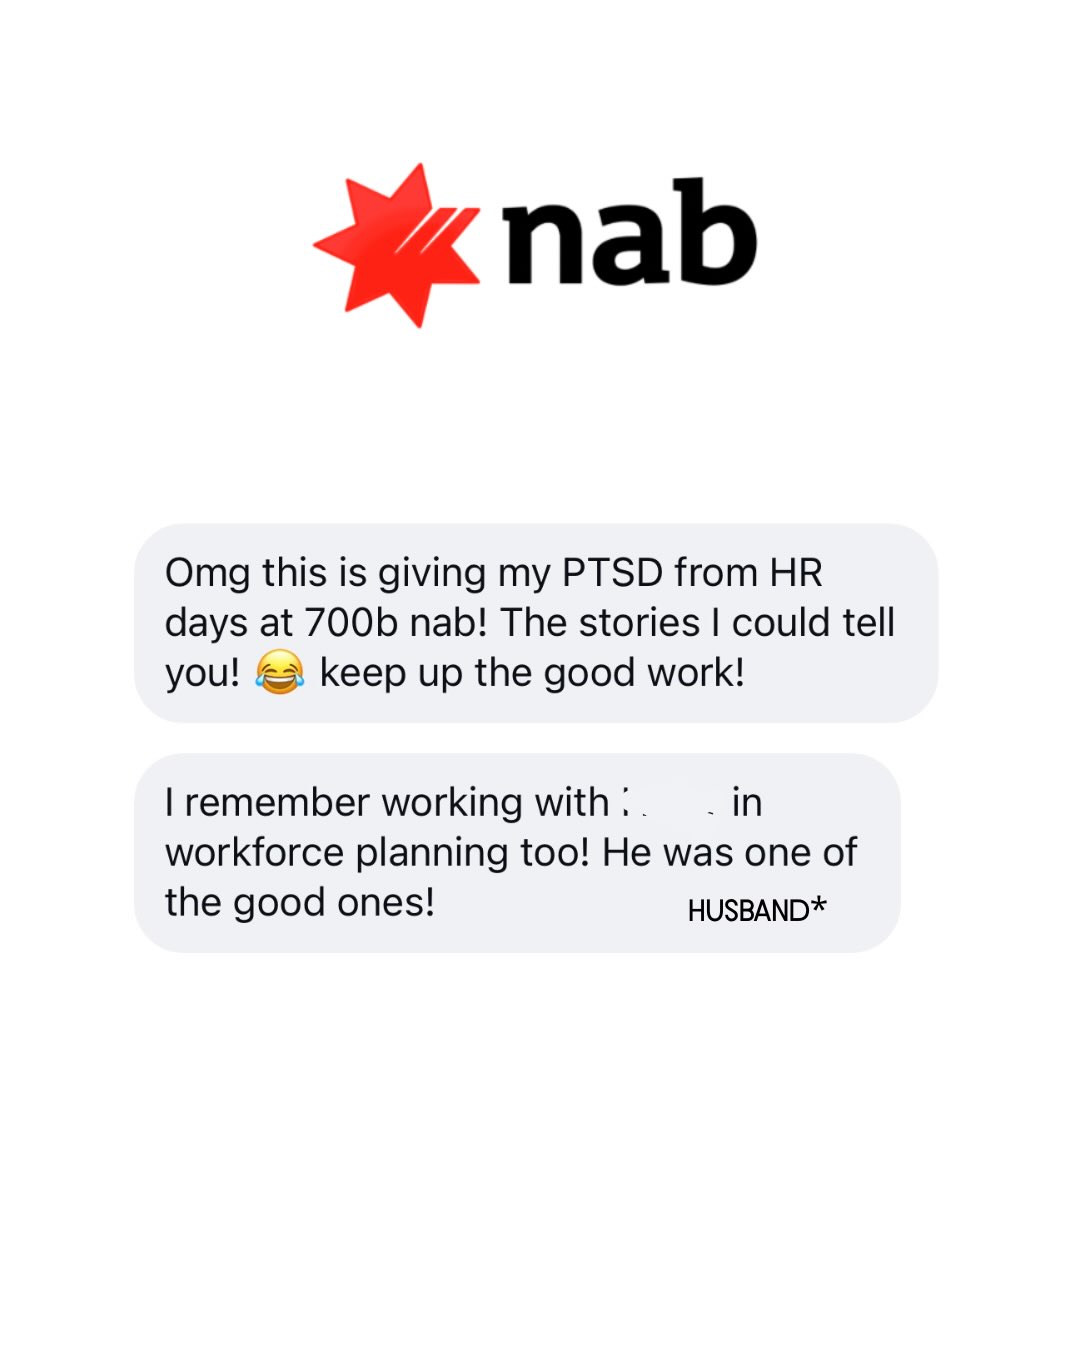 nab
Omg this is giving my PTSD from HR
days at 700b nab! The stories I could tell
you! 😂 keep up the good work!
I remember working with in
workforce planning too! He was one of
the good ones!
HUSBAND*